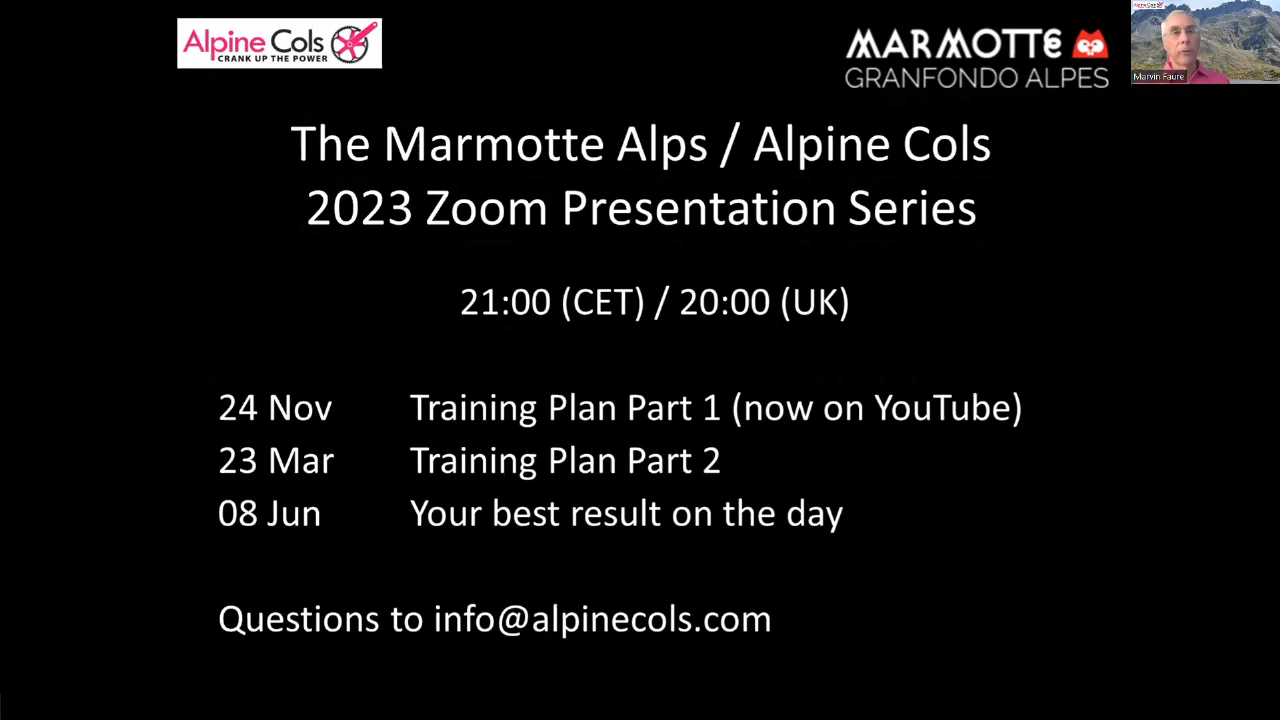 Alpine Cols
CRANK UP THE POWER
MARMOTTE
GRANFONDO ALPES
Alpine Cols
Marvin Faure
The Marmotte Alps / Alpine Cols
2023 Zoom Presentation Series
21:00 (CET) / 20:00 (UK)
24 Nov Training Plan Part 1 (now on YouTube)
23 Mar Training Plan Part 2
08 Jun Your best result on the day
Questions to info@alpinecols.com